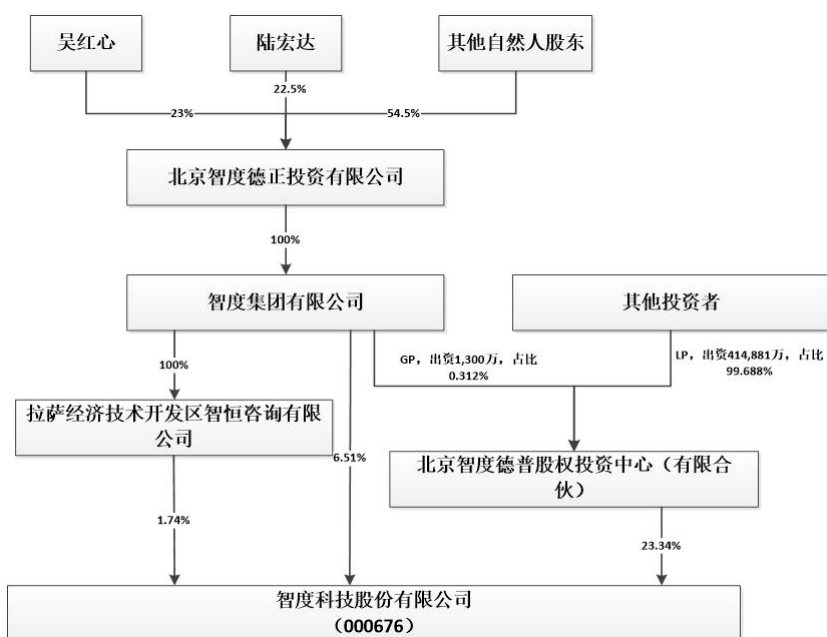 吴红心
陆宏达
其他自然人股东
22.5%
23%
54.5%
北京智度德正投资有限公司
100%
智度集团有限公司
其他投资者
100%
GP，出资1,300万，占比
0.312%
LP，出资414,881万，占比
99.688%
拉萨经济技术开发区智恒咨询有限
公司
6.51%
北京智度德普股权投资中心（有限合
伙）
1.74%
23.34%
智度科技股份有限公司
（000676）